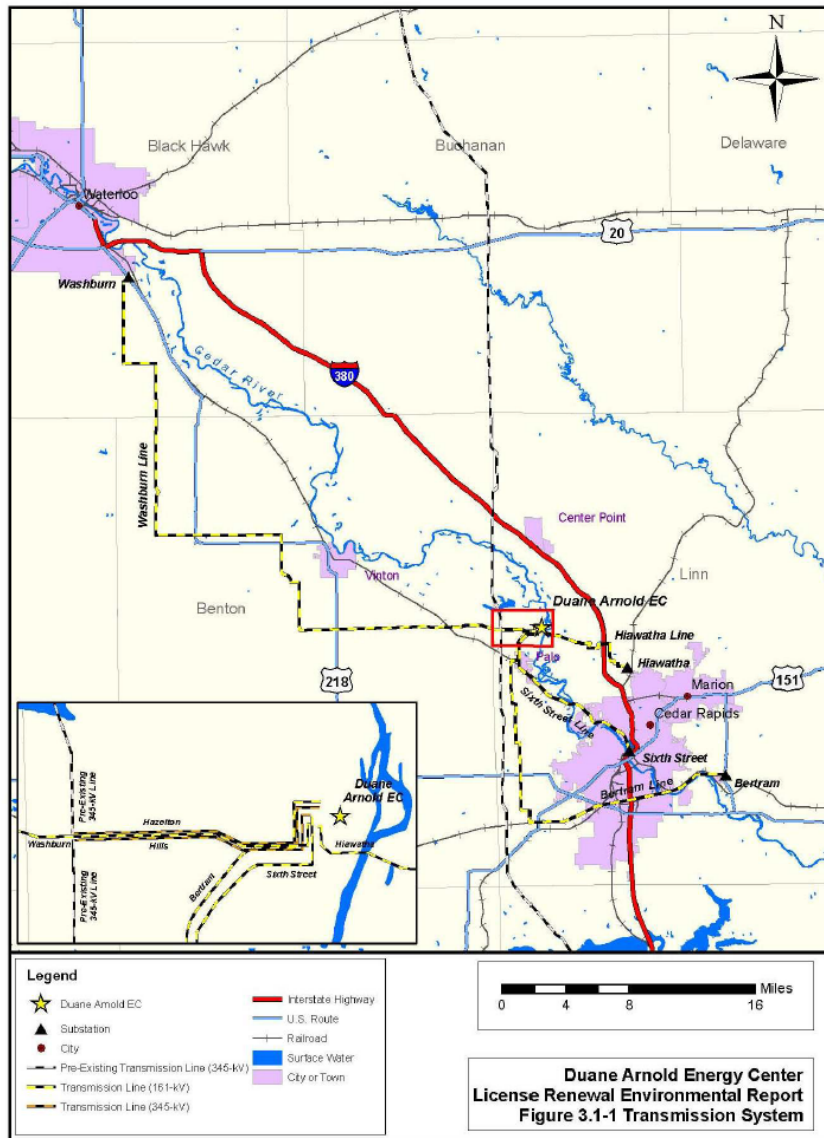 N
Black Hawk
Buchanan
Delaware
Waterloo
20
Washburn
Cedar River
380
Washburn Line
Center Point
Linn
Vinton
Benton
Duane Arnold EC
Hiawatha Line
Palo
Hiawatha
218
151
Marion
Sixth Street Line
Cedar Rapids
Sixth Street
Bertram
Bertram Line
Pre-Existing
345-kV Line
Duane
Arnold EC
Hazelton
Washburn
Hills
Hiawatha
Sixth Street
Bertram
Pre-Existing
345-kV Line
Legend
Duane Arnold EC
Substation
City
Pre-Existing Transmission Line (345-kV)
Transmission Line (161-kV)
Transmission Line (345-kV)
Interstate Highway
U.S. Route
Railroad
Surface Water
City or Town
Miles
0 4 8 16
Duane Arnold Energy Center
License Renewal Environmental Report
Figure 3.1-1 Transmission System